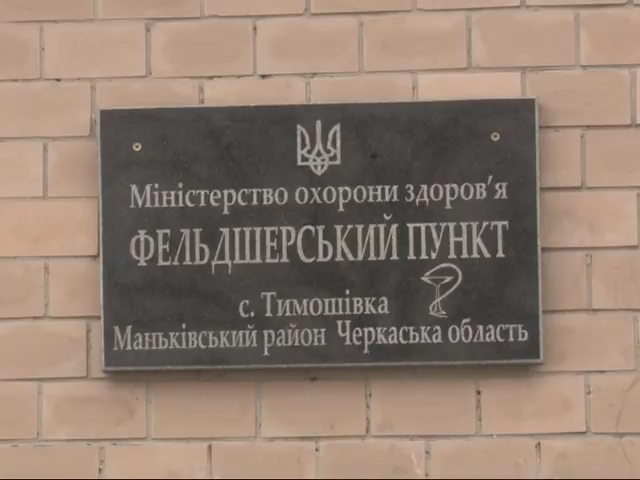 Міністерство охорони здоров'я
ФЕЛЬДШЕРСЬКИЙ ПУНКТ
с. Тимошівка
Маньківський район Черкаська область